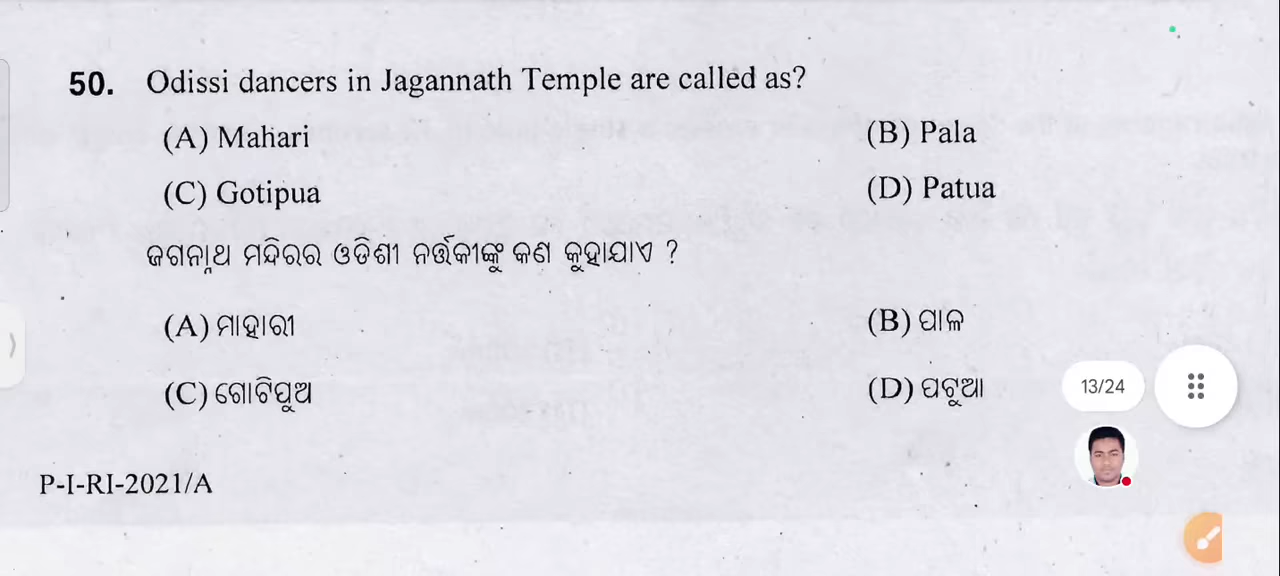 50. Odissi dancers in Jagannath Temple are called as?
(A) Mahari (B) Pala
(C) Gotipua (D) Patua
ଜଗନ୍ନାଥ ମନ୍ଦିରର ଓଡିଶୀ ନର୍ତ୍ତକୀଙ୍କୁ କଣ କୁହାଯାଏ ?
(A) ମାହାରୀ (B) ପାଳ
(C) ଗୋଟିପୁଅ (D) ପଟୁଆ
13/24
P-I-RI-2021/A